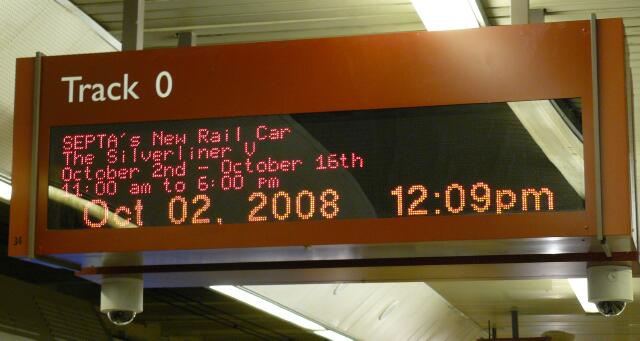 Track 0
SEPTA's New Rail Car
The Silverliner V
October 2nd - October 16th
11:00 am to 6:00 pm
Oct 02, 2008 12:09pm
34